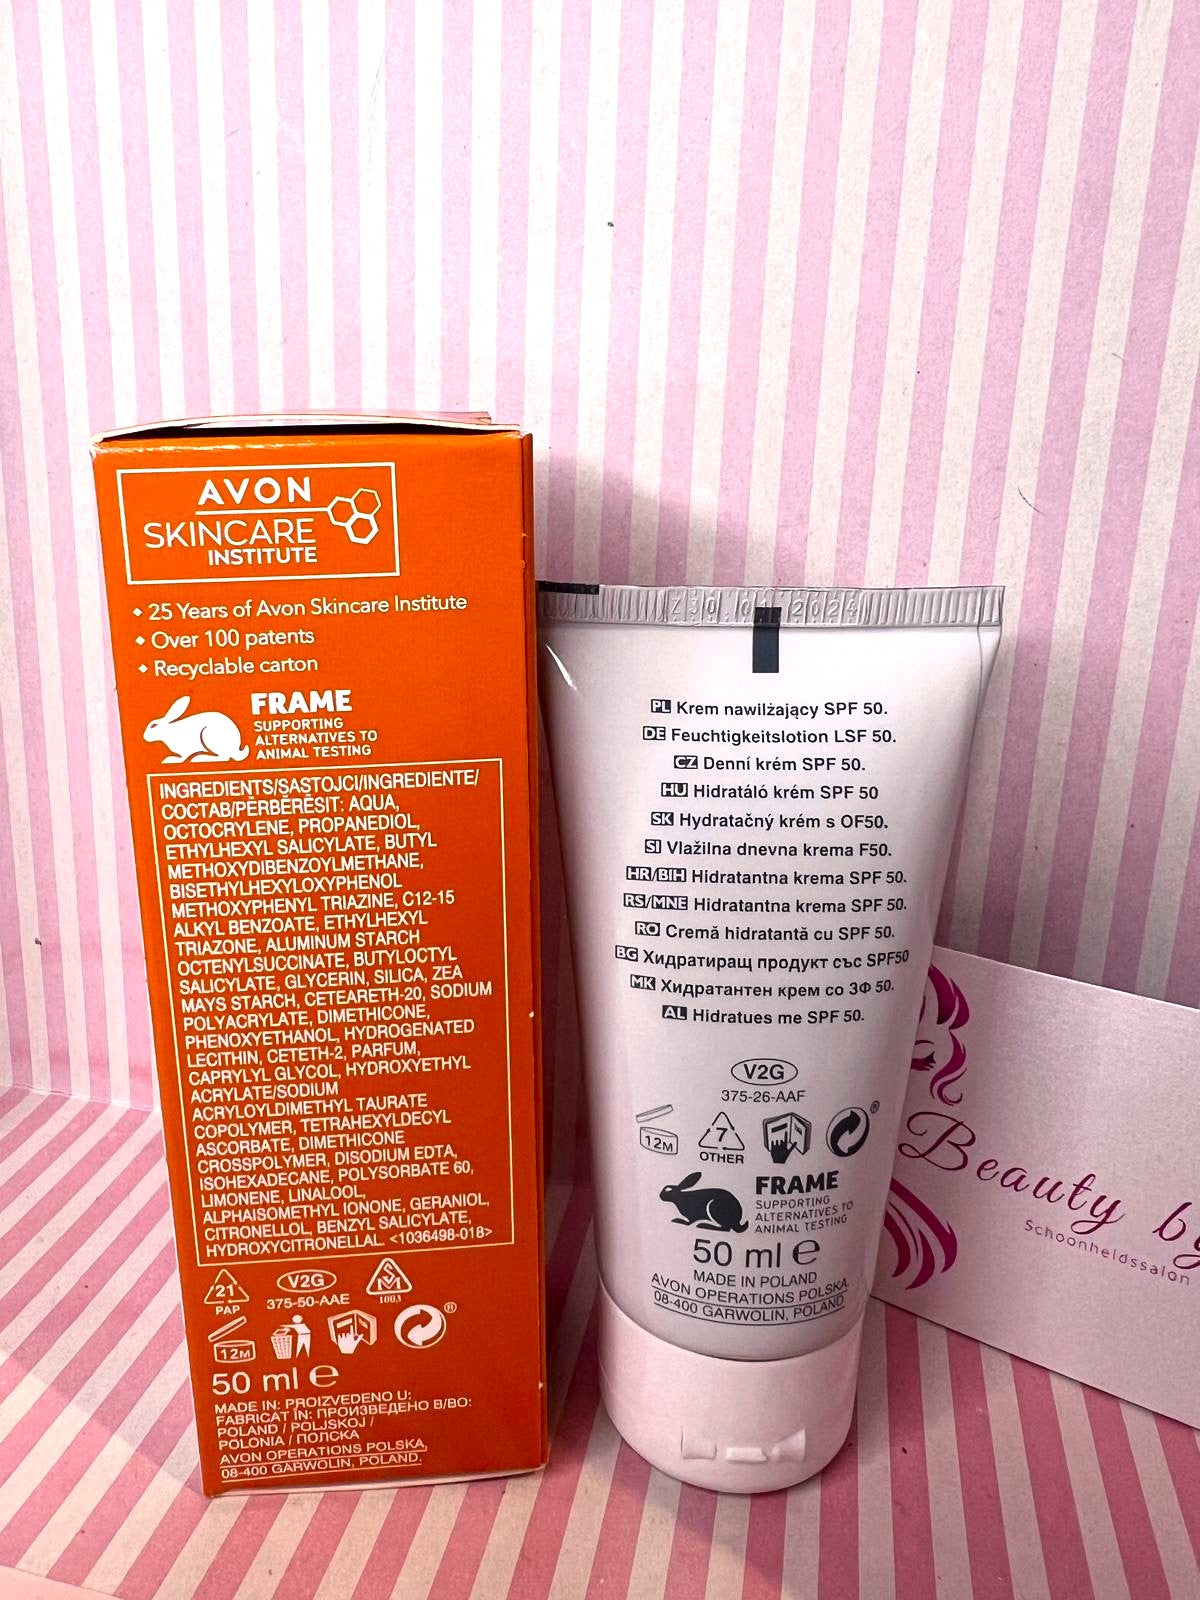 AVON
SKINCARE
INSTITUTE
• 25 Years of Avon Skincare Institute
• Over 100 patents
• Recyclable carton
FRAME
SUPPORTING
ALTERNATIVES TO
ANIMAL TESTING
INGREDIENTS/SASTOJCI/INGREDIENTE/
СОСТАВ/PËRBËRËSIT: AQUA,
OCTOCRYLENE, PROPANEDIOL,
ETHYLHEXYL SALICYLATE, BUTYL
METHOXYDIBENZOYLMETHANE,
BISETHYLHEXYLOXYPHENOL
METHOXYPHENYL TRIAZINE, C12-15
ALKYL BENZOATE, ETHYLHEXYL
TRIAZONE, ALUMINUM STARCH
OCTENYLSUCCINATE, BUTYLOCTYL
SALICYLATE, GLYCERIN, SILICA, ZEA
MAYS STARCH, CETEARETH-20, SODIUM
POLYACRYLATE, DIMETHICONE,
PHENOXYETHANOL, HYDROGENATED
LECITHIN, CETETH-2, PARFUM,
CAPRYLYL GLYCOL, HYDROXYETHYL
ACRYLATE/SODIUM
ACRYLOYLDIMETHYL TAURATE
COPOLYMER, TETRAHEXYLDECYL
ASCORBATE, DIMETHICONE
CROSSPOLYMER, DISODIUM EDTA,
ISOHEXADECANE, POLYSORBATE 60,
LIMONENE, LINALOOL,
ALPHAISOMETHYL IONONE, GERANIOL,
CITRONELLOL, BENZYL SALICYLATE,
HYDROXYCITRONELLAL. <1036498-018>
21
PAP
V2G
375-50-AAE
1003
12M
®
50 ml e
MADE IN: PROIZVEDENO U:
FABRICAT ÎN: ПРОИЗВЕДЕНО В/ВО:
POLAND / POLJSKOJ /
POLONIA / ПОЛСКА
AVON OPERATIONS POLSKA,
08-400 GARWOLIN, POLAND.
Z30 01 2024
PL Krem nawilżający SPF 50.
DE Feuchtigkeitslotion LSF 50.
CZ Denní krém SPF 50.
HU Hidratáló krém SPF 50
SK Hydratačný krém s OF50.
SI Vlažilna dnevna krema F50.
HR/BIH Hidratantna krema SPF 50.
RS/MNE Hidratantna krema SPF 50.
RO Cremă hidratantă cu SPF 50.
BG Хидратиращ продукт със SPF50
MK Хидратантен крем со ЗФ 50.
AL Hidratues me SPF 50.
V2G
375-26-AAF
12M
7
OTHER
®
FRAME
SUPPORTING
ALTERNATIVES TO
ANIMAL TESTING
50 ml e
MADE IN POLAND
AVON OPERATIONS POLSKA,
08-400 GARWOLIN, POLAND
Beauty by
Schoonheidssalon